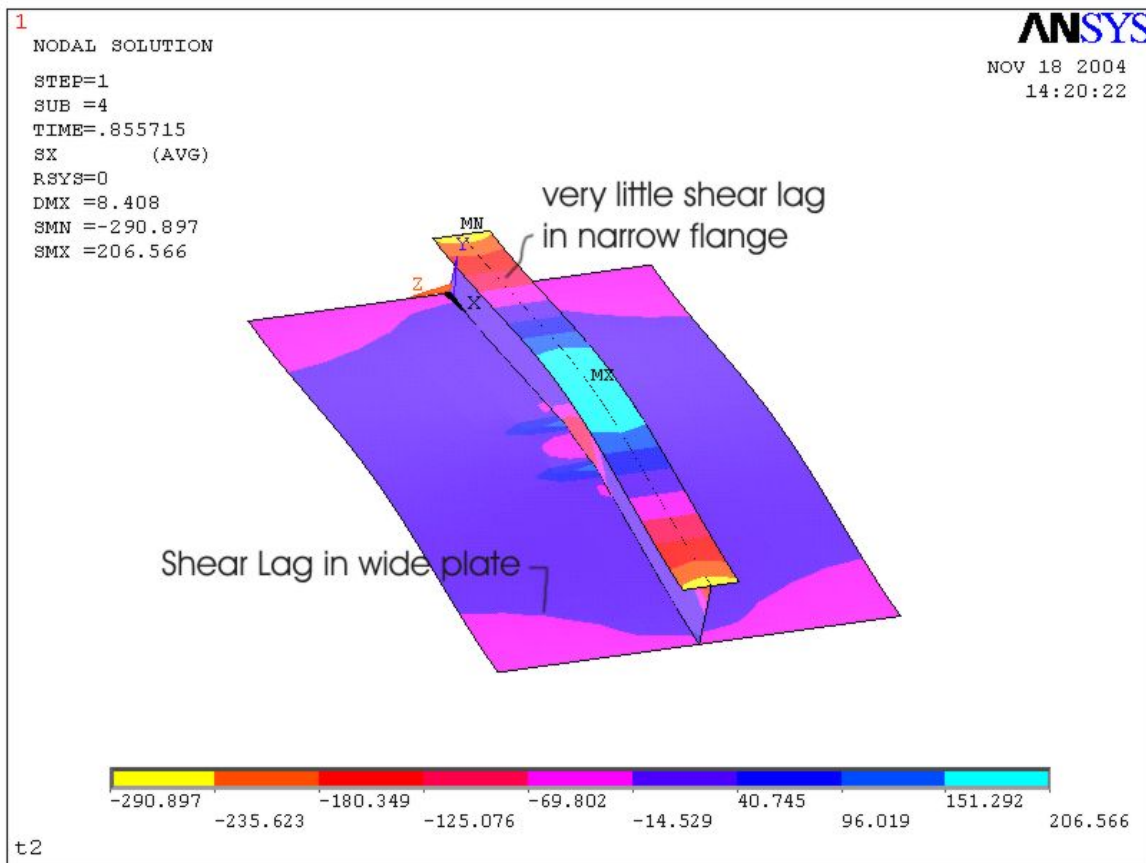 1
NODAL SOLUTION
STEP=1
SUB =4
TIME=.855715
SX (AVG)
RSYS=0
DMX =8.408
SMN =-290.897
SMX =206.566
ANSYS
NOV 18 2004
14:20:22
very little shear lag
in narrow flange
MN
Y
Z
X
MX
Shear Lag in wide plate
-290.897 -180.349 -69.802 40.745 151.292
-235.623 -125.076 -14.529 96.019 206.566
t2